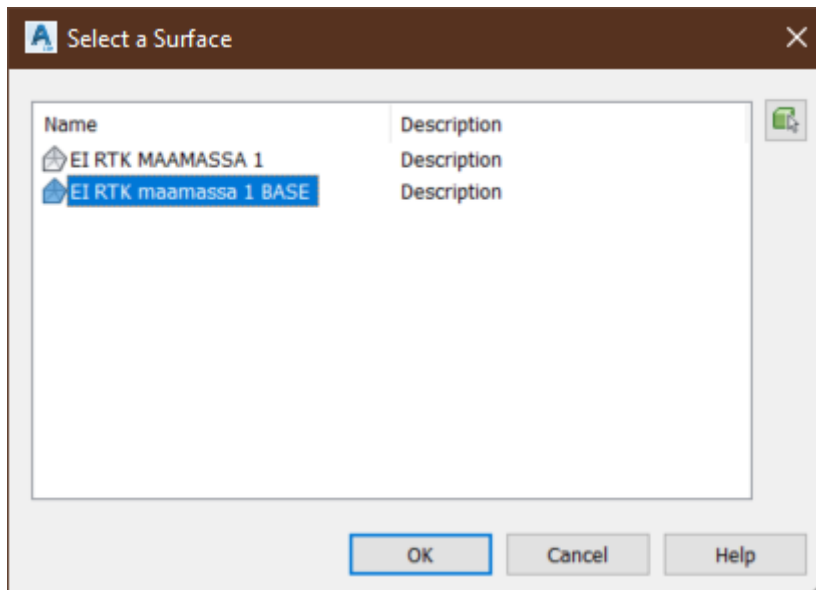 Select a Surface
Name Description
EI RTK MAAMASSA 1 Description
EI RTK maamassa 1 BASE Description
OK Cancel Help